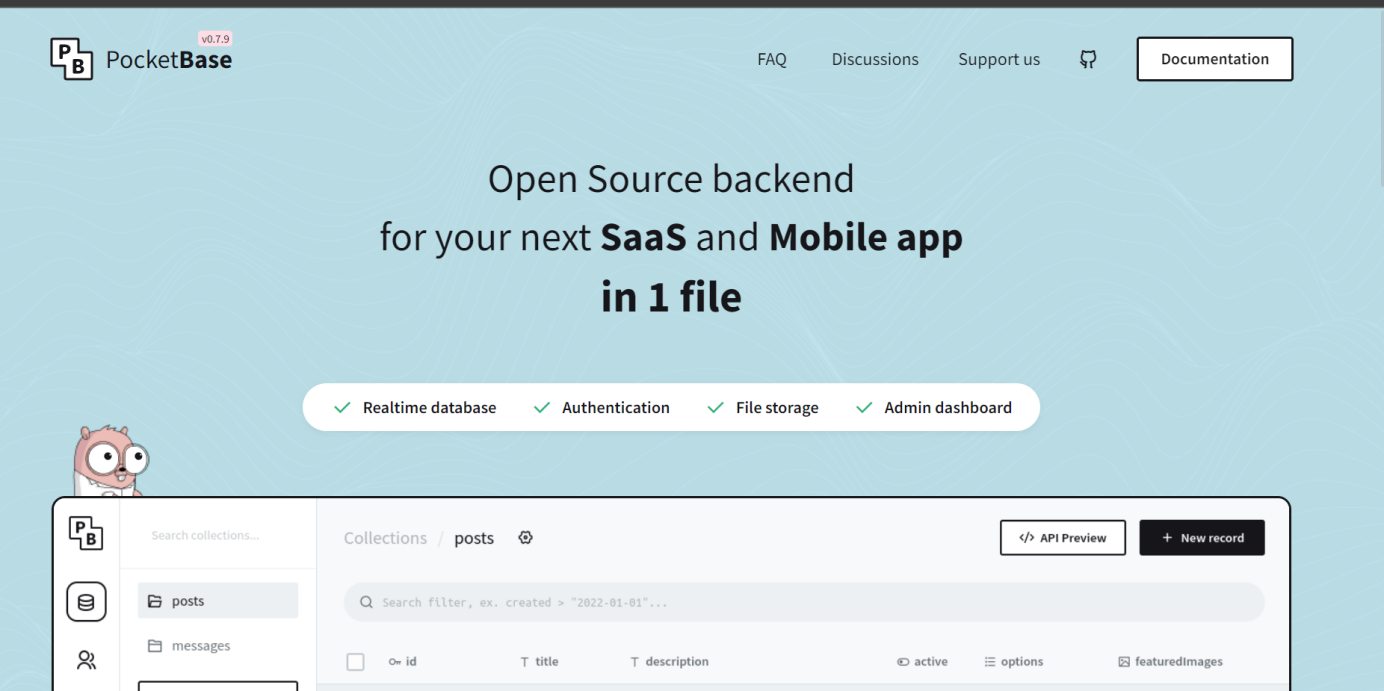 v0.7.9
P
B
PocketBase
FAQ
Discussions
Support us
Documentation
Open Source backend
for your next SaaS and Mobile app
in 1 file
Realtime database
Authentication
File storage
Admin dashboard
P
B
Search collections...
Collections / posts
</> API Preview
+ New record
posts
Search filter, ex. created > "2022-01-01"...
messages
id
T title
T description
active
options
featuredImages